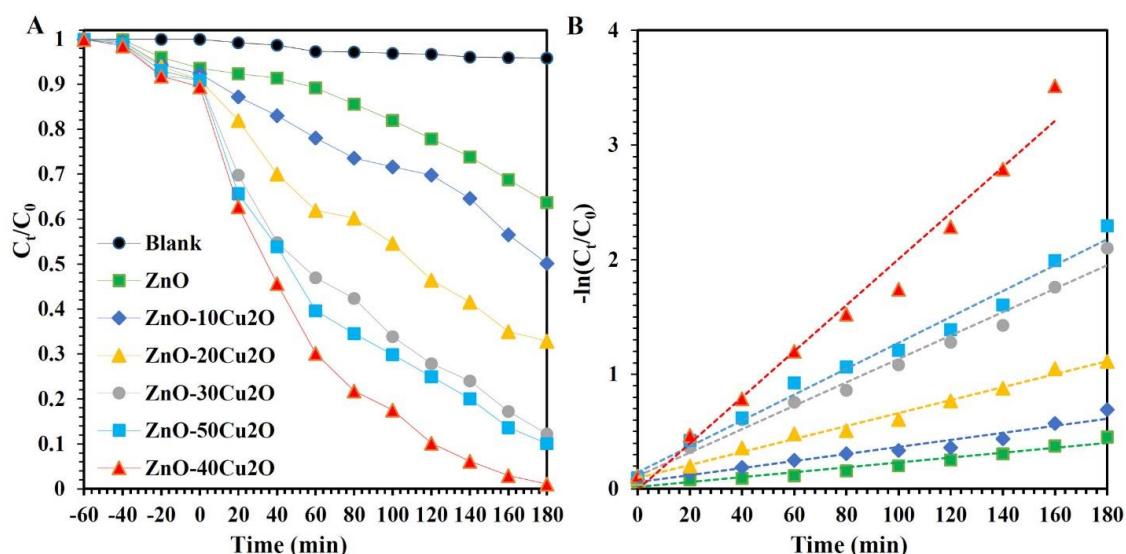 A
1
0.9
0.8
0.7
0.6
0.5
0.4
0.3
0.2
0.1
0
Ct/C0
Blank
ZnO
ZnO-10Cu2O
ZnO-20Cu2O
ZnO-30Cu2O
ZnO-50Cu2O
ZnO-40Cu2O
-60 -40 -20 0 20 40 60 80 100 120 140 160 180
Time (min)
B
4
3
2
1
0
-ln(Ct/C0)
0 20 40 60 80 100 120 140 160 180
Time (min)